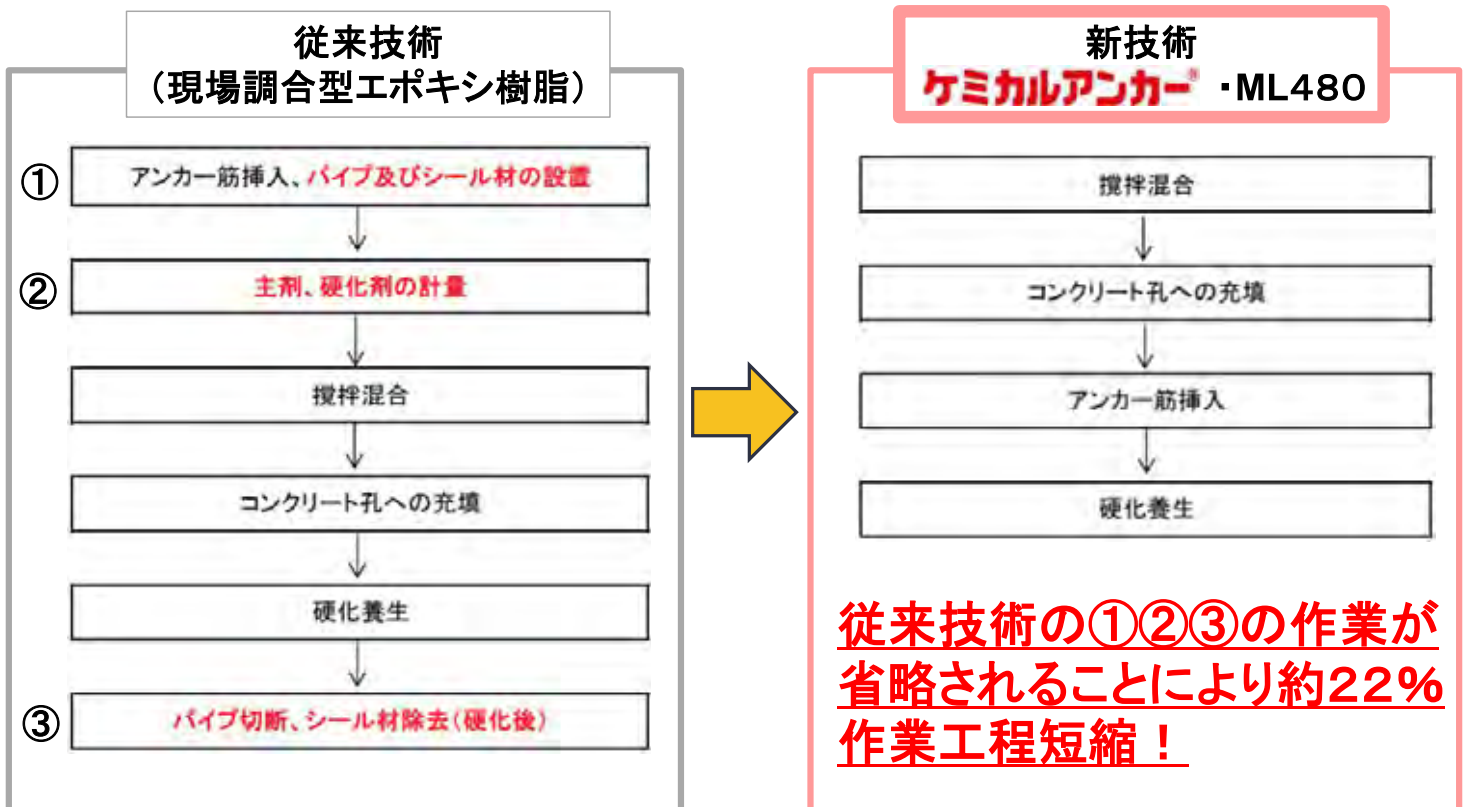 従来技術
（現場調合型エポキシ樹脂）
① アンカー筋挿入、パイプ及びシール材の設置
② 主剤、硬化剤の計量
撹拌混合
コンクリート孔への充填
硬化養生
③ パイプ切断、シール材除去(硬化後)
新技術
ケミカルアンカー®・ML480
撹拌混合
コンクリート孔への充填
アンカー筋挿入
硬化養生
従来技術の①②③の作業が
省略されることにより約22%
作業工程短縮！